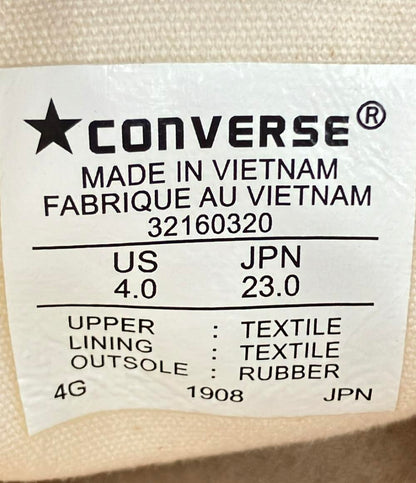 ★CONVERSE®
MADE IN VIETNAM
FABRIQUE AU VIETNAM
32160320
US JPN
4.0 23.0
UPPER : TEXTILE
LINING : TEXTILE
OUTSOLE : RUBBER
4G 1908 JPN